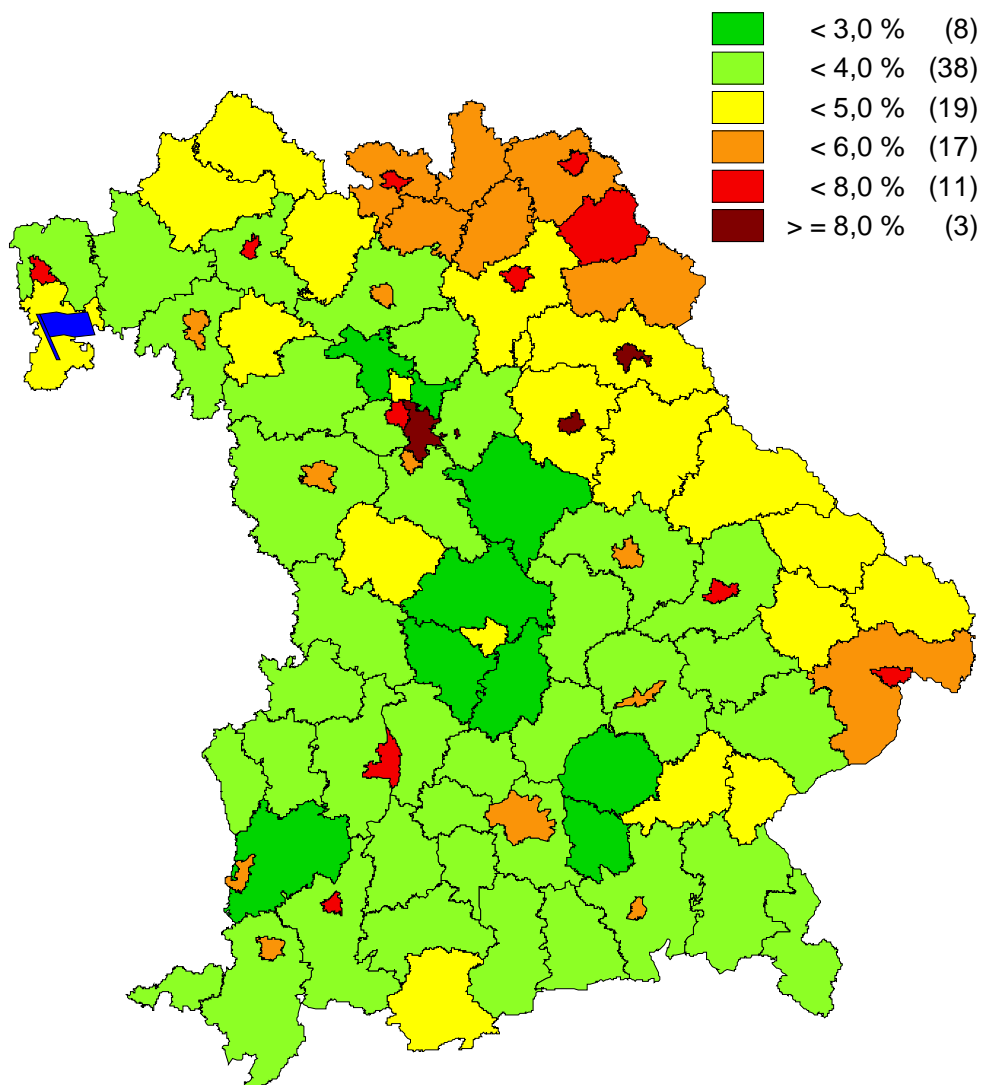 < 3,0 % (8)
< 4,0 % (38)
< 5,0 % (19)
< 6,0 % (17)
< 8,0 % (11)
> = 8,0 % (3)